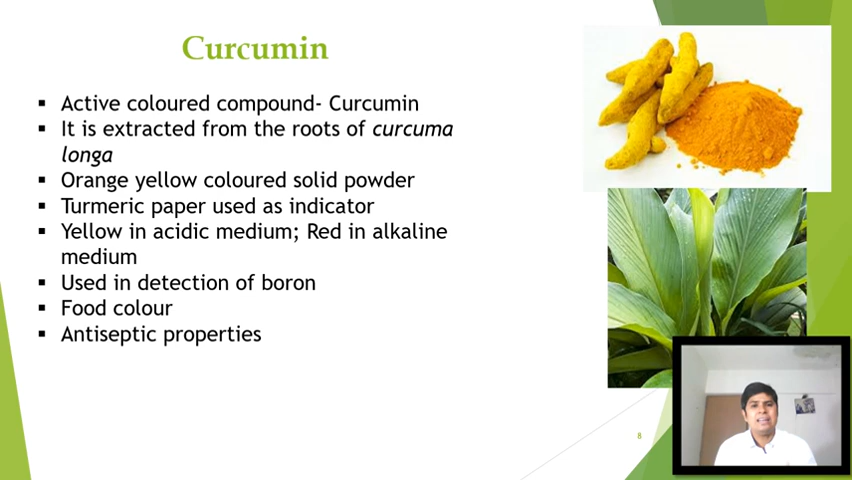 Curcumin
▪ Active coloured compound- Curcumin
▪ It is extracted from the roots of curcuma
longa
▪ Orange yellow coloured solid powder
▪ Turmeric paper used as indicator
▪ Yellow in acidic medium; Red in alkaline
medium
▪ Used in detection of boron
▪ Food colour
▪ Antiseptic properties
8